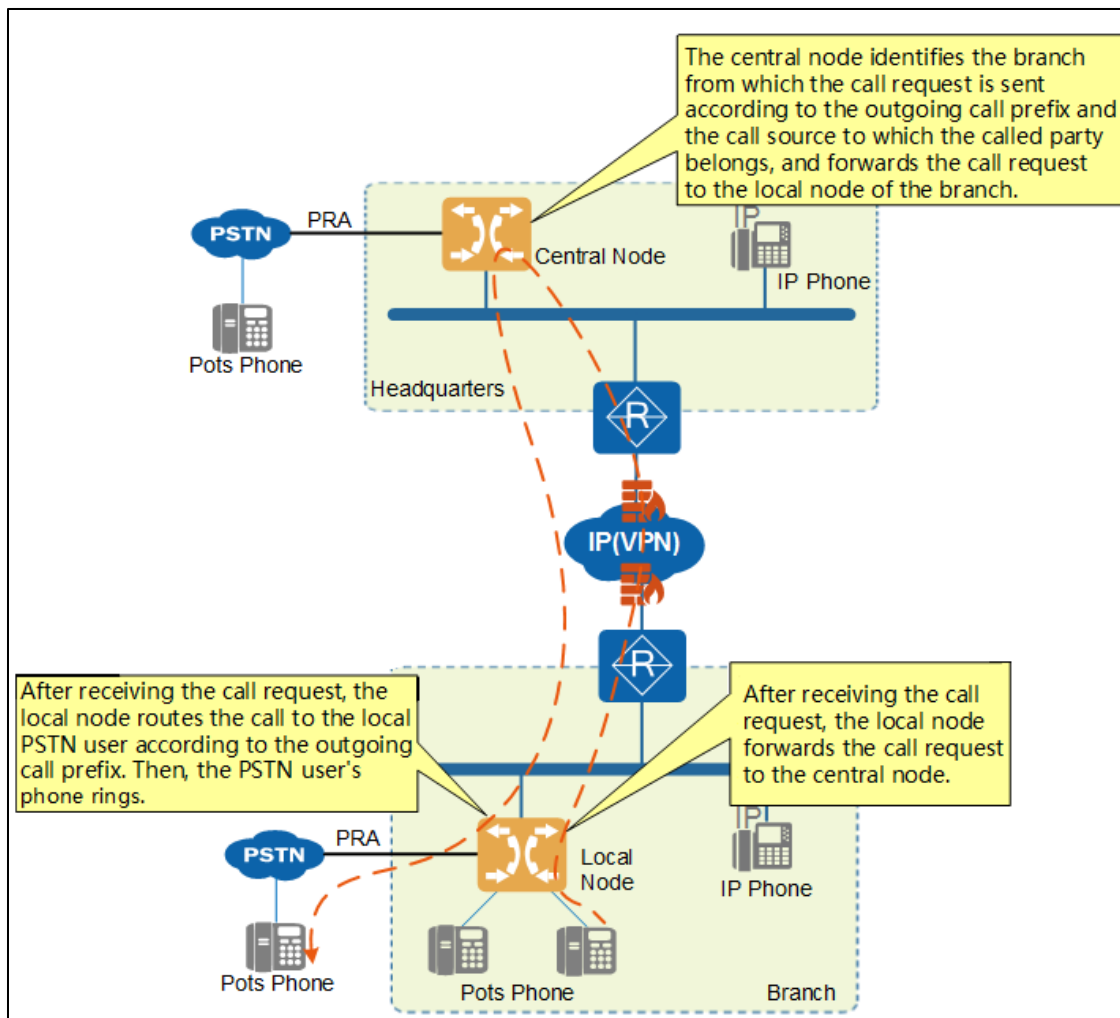 The central node identifies the branch
from which the call request is sent
according to the outgoing call prefix and
the call source to which the called party
belongs, and forwards the call request
to the local node of the branch.
PSTN
PRA
Central Node
IP
IP Phone
Pots Phone
Headquarters
R
IP(VPN)
R
After receiving the call request, the
local node routes the call to the local
PSTN user according to the outgoing
call prefix. Then, the PSTN user's
phone rings.
After receiving the call
request, the local node
forwards the call request
to the central node.
PSTN
PRA
Local
Node
IP
IP Phone
Pots Phone
Pots Phone
Branch